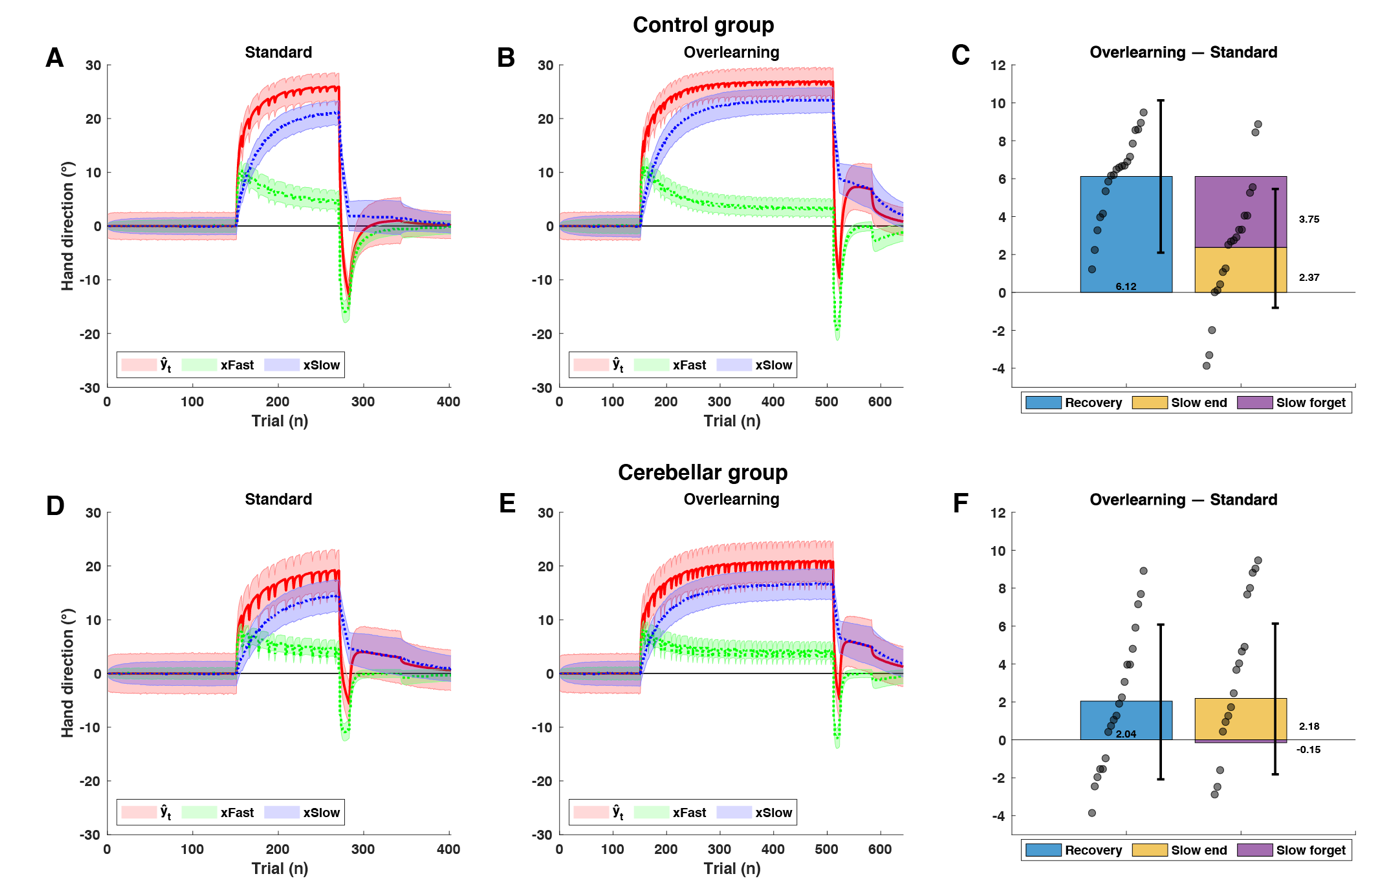 Control group
A
Standard
30
20
10
0
-10
-20
-30
Hand direction (°)
ŷt xFast xSlow
0 100 200 300 400
Trial (n)
B
Overlearning
30
20
10
0
-10
-20
-30
ŷt xFast xSlow
0 100 200 300 400 500 600
Trial (n)
C
Overlearning — Standard
12
10
8
6
4
2
0
-2
-4
6.12
3.75
2.37
Recovery Slow end Slow forget
Cerebellar group
D
Standard
30
20
10
0
-10
-20
-30
Hand direction (°)
ŷt xFast xSlow
0 100 200 300 400
Trial (n)
E
Overlearning
30
20
10
0
-10
-20
-30
ŷt xFast xSlow
0 100 200 300 400 500 600
Trial (n)
F
Overlearning — Standard
12
10
8
6
4
2
0
-2
-4
2.04
2.18
-0.15
Recovery Slow end Slow forget